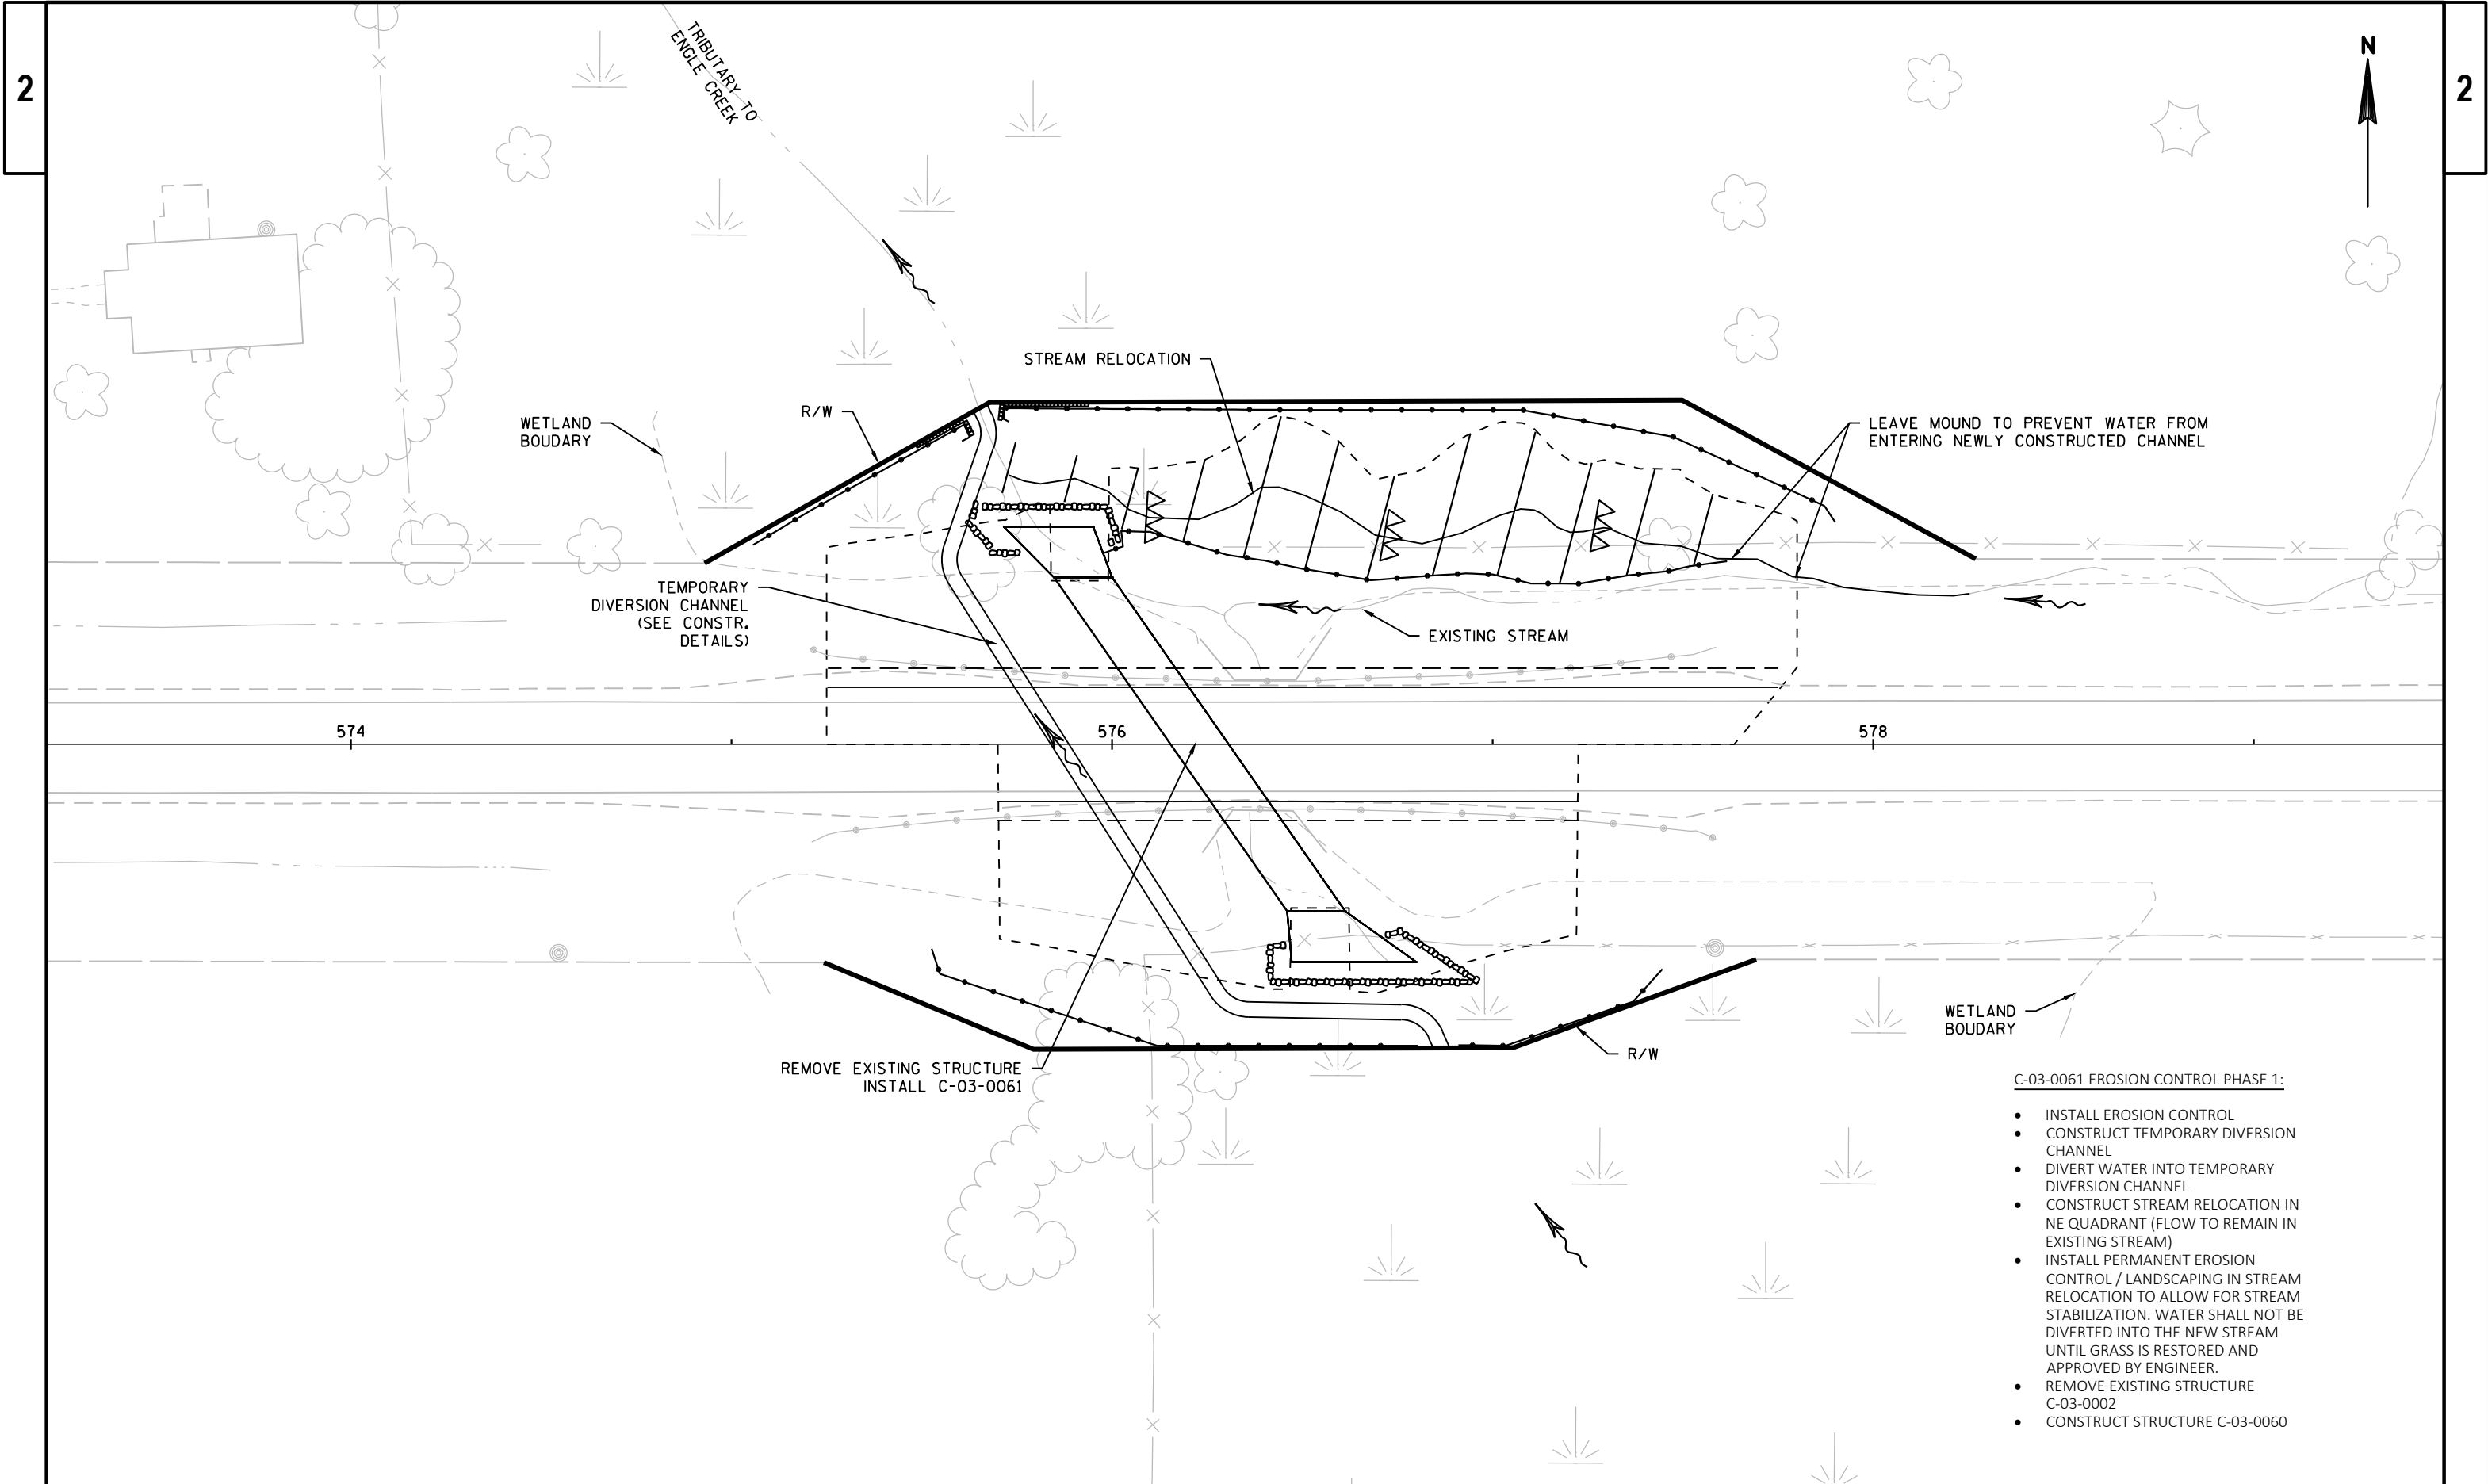 2
2
N
TRIBUTARY TO
ENGLE CREEK
STREAM RELOCATION
R/W
WETLAND
BOUDARY
LEAVE MOUND TO PREVENT WATER FROM
ENTERING NEWLY CONSTRUCTED CHANNEL
TEMPORARY
DIVERSION CHANNEL
(SEE CONSTR.
DETAILS)
EXISTING STREAM
574
576
578
REMOVE EXISTING STRUCTURE
INSTALL C-03-0061
R/W
WETLAND
BOUDARY
C-03-0061 EROSION CONTROL PHASE 1:
• INSTALL EROSION CONTROL
• CONSTRUCT TEMPORARY DIVERSION
CHANNEL
• DIVERT WATER INTO TEMPORARY
DIVERSION CHANNEL
• CONSTRUCT STREAM RELOCATION IN
NE QUADRANT (FLOW TO REMAIN IN
EXISTING STREAM)
• INSTALL PERMANENT EROSION
CONTROL / LANDSCAPING IN STREAM
RELOCATION TO ALLOW FOR STREAM
STABILIZATION. WATER SHALL NOT BE
DIVERTED INTO THE NEW STREAM
UNTIL GRASS IS RESTORED AND
APPROVED BY ENGINEER.
• REMOVE EXISTING STRUCTURE
C-03-0002
• CONSTRUCT STRUCTURE C-03-0060